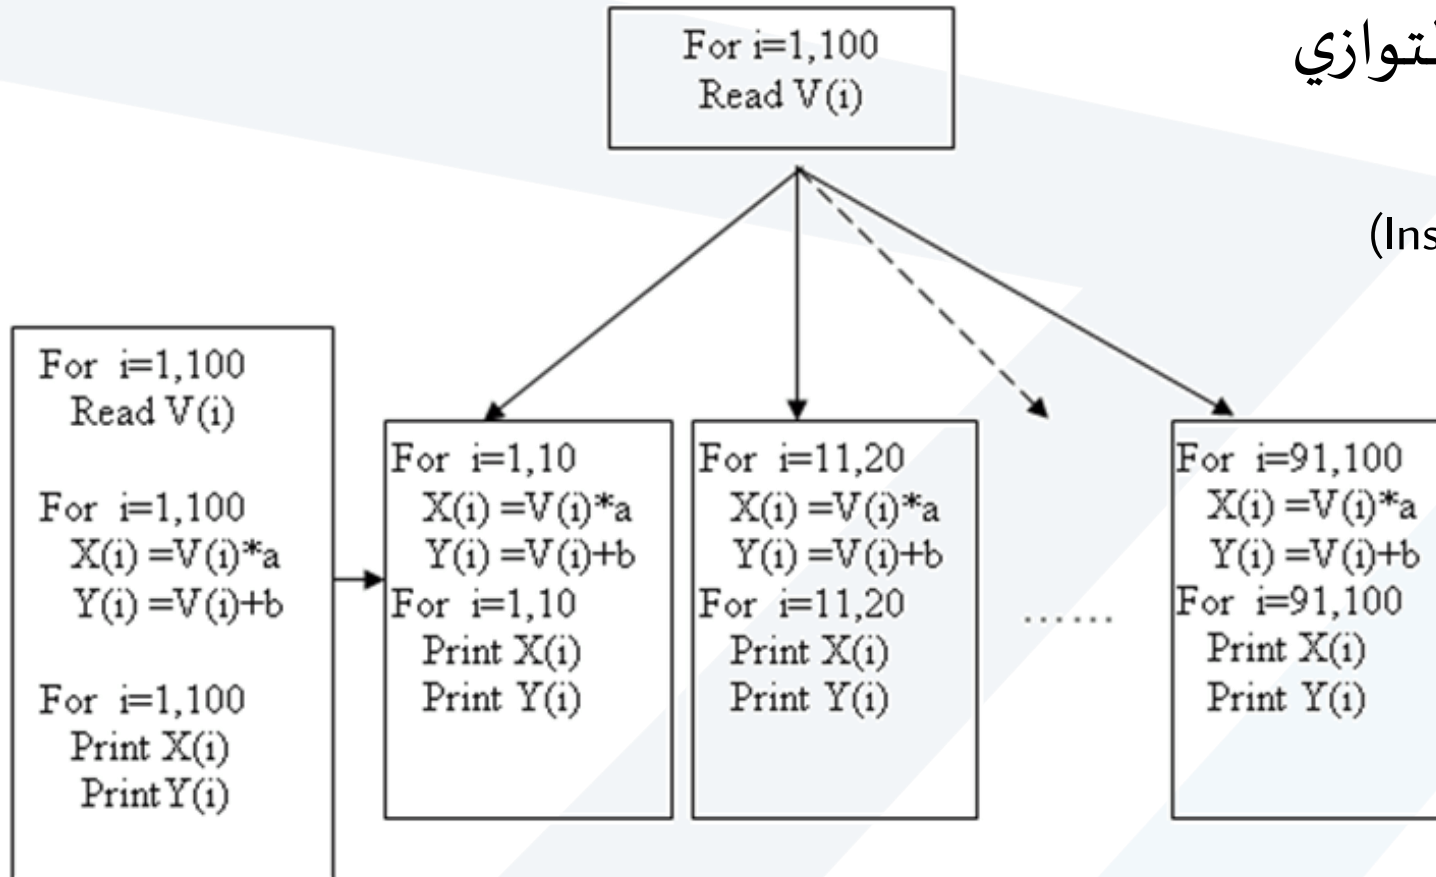 For i=1,100
Read V(i)
(Ins
For i=1,100
Read V(i)
For i=1,100
X(i) =V(i)*a
Y(i) =V(i)+b
For i=1,100
Print X(i)
PrintY(i)
For i=1,10
X(i) =V(i)*a
Y(i) =V(i)+b
For i=1,10
Print X(i)
Print Y(i)
For i=11,20
X(i) =V(i)*a
Y(i) =V(i)+b
For i=11,20
Print X(i)
Print Y(i)
......
For i=91,100
X(i) =V(i)*a
Y(i) =V(i)+b
For i=91,100
Print X(i)
Print Y(i)